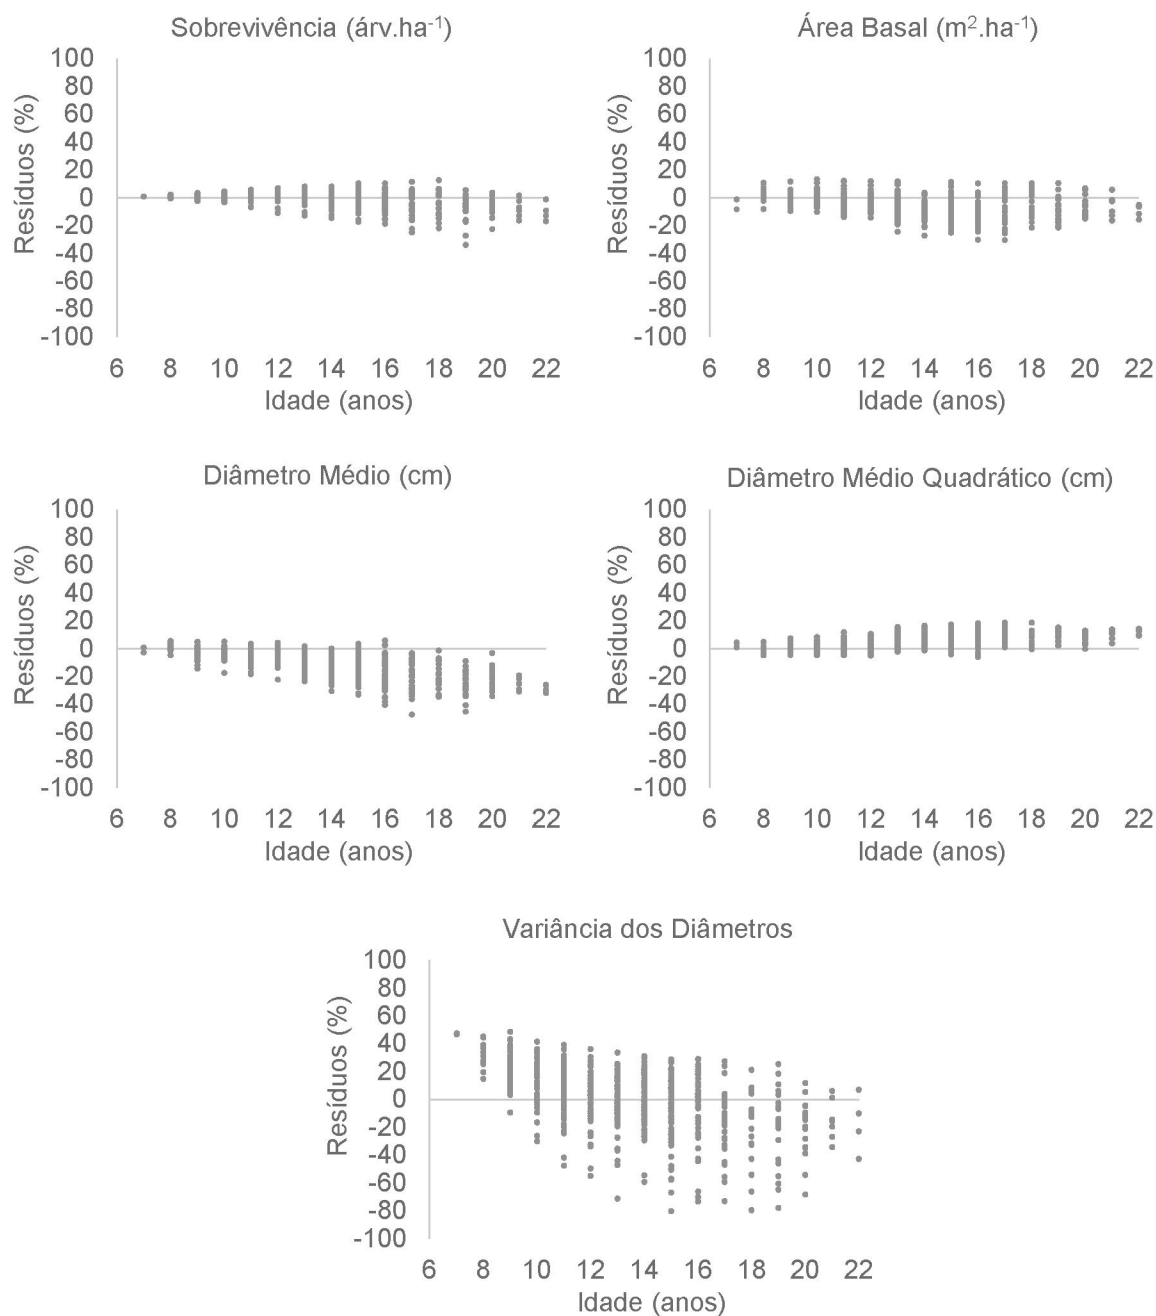 Sobrevivência (árv.ha⁻¹)
Resíduos (%)
100
80
60
40
20
0
-20
-40
-60
-80
-100
6 8 10 12 14 16 18 20 22
Idade (anos)
Área Basal (m².ha⁻¹)
Resíduos (%)
100
80
60
40
20
0
-20
-40
-60
-80
-100
6 8 10 12 14 16 18 20 22
Idade (anos)
Diâmetro Médio (cm)
Resíduos (%)
100
80
60
40
20
0
-20
-40
-60
-80
-100
6 8 10 12 14 16 18 20 22
Idade (anos)
Diâmetro Médio Quadrático (cm)
Resíduos (%)
100
80
60
40
20
0
-20
-40
-60
-80
-100
6 8 10 12 14 16 18 20 22
Idade (anos)
Variância dos Diâmetros
Resíduos (%)
100
80
60
40
20
0
-20
-40
-60
-80
-100
6 8 10 12 14 16 18 20 22
Idade (anos)